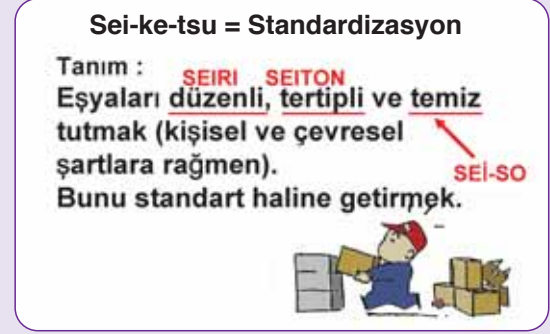 Sei-ke-tsu = Standardizasyon
Tanım :
SEIRI SEITON
Eşyaları düzenli, tertipli ve temiz
tutmak (kişisel ve çevresel
şartlara rağmen).
SEİ-SO
Bunu standart haline getirmek.